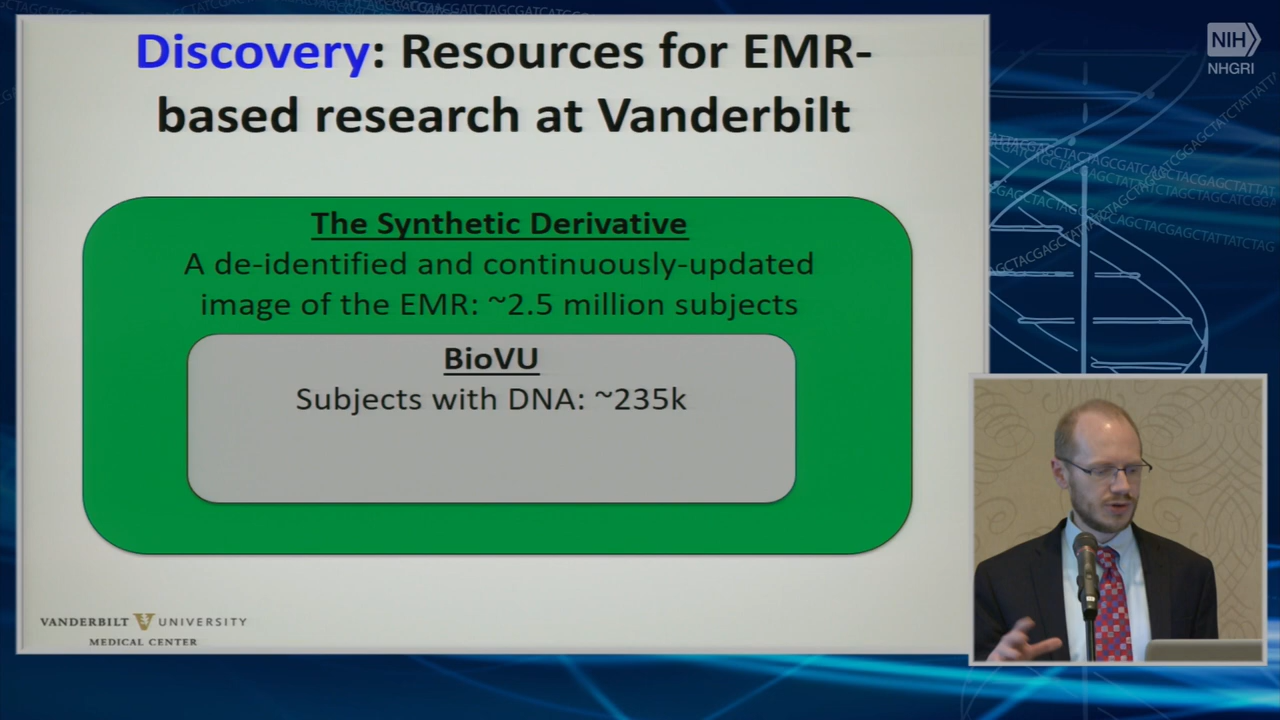 Discovery: Resources for EMR-
based research at Vanderbilt
NIH
NHGRI
The Synthetic Derivative
A de-identified and continuously-updated
image of the EMR: ~2.5 million subjects
BioVU
Subjects with DNA: ~235k
VANDERBILT UNIVERSITY
MEDICAL CENTER